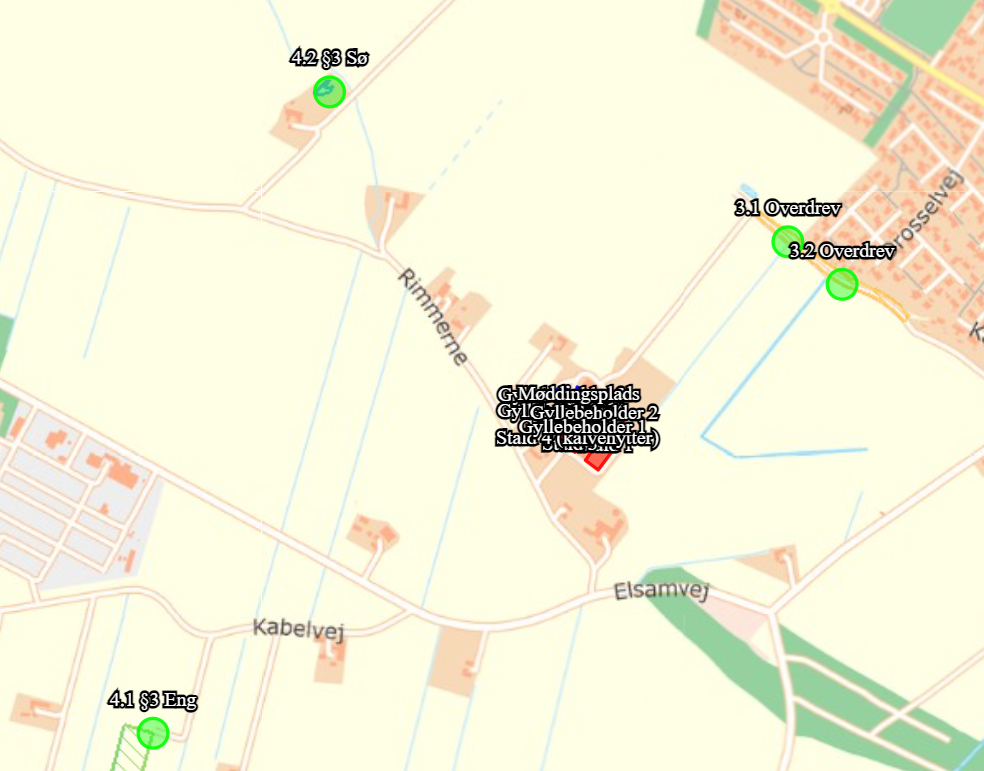 4.2 §3 Sø
3.1 Overdrev
rosselvej
3.2 Overdrev
Rimmerne
Møddingsplads
Gyllebeholder 2
Gyllebeholder 1
Stald 4 (kalvehytter)
Elsamvej
Kabelvej
4.1 §3 Eng